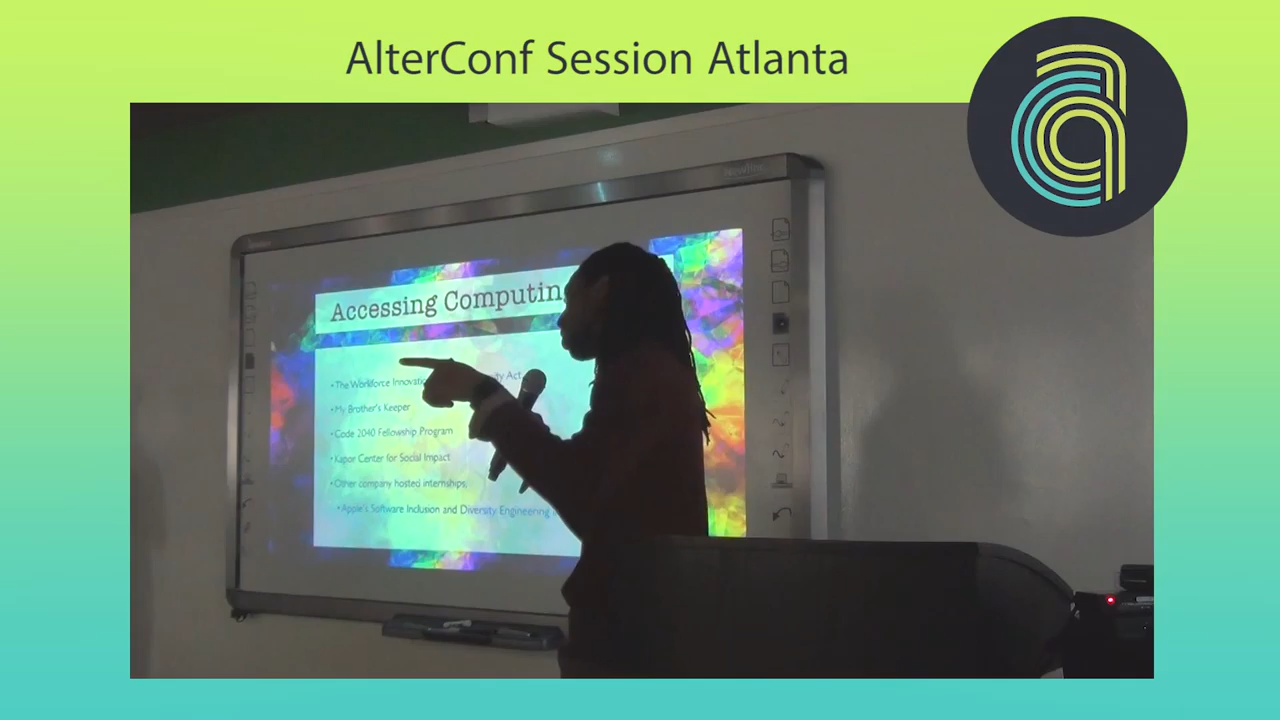 AlterConf Session Atlanta
Accessing Computin
• The Workforce Innovati
Act
• My Brother's Keeper
• Code 2040 Fellowship Program
• Kapor Center for Social Impact
• Other company hosted internships,
• Apple's Software Inclusion and Diversity Engineering